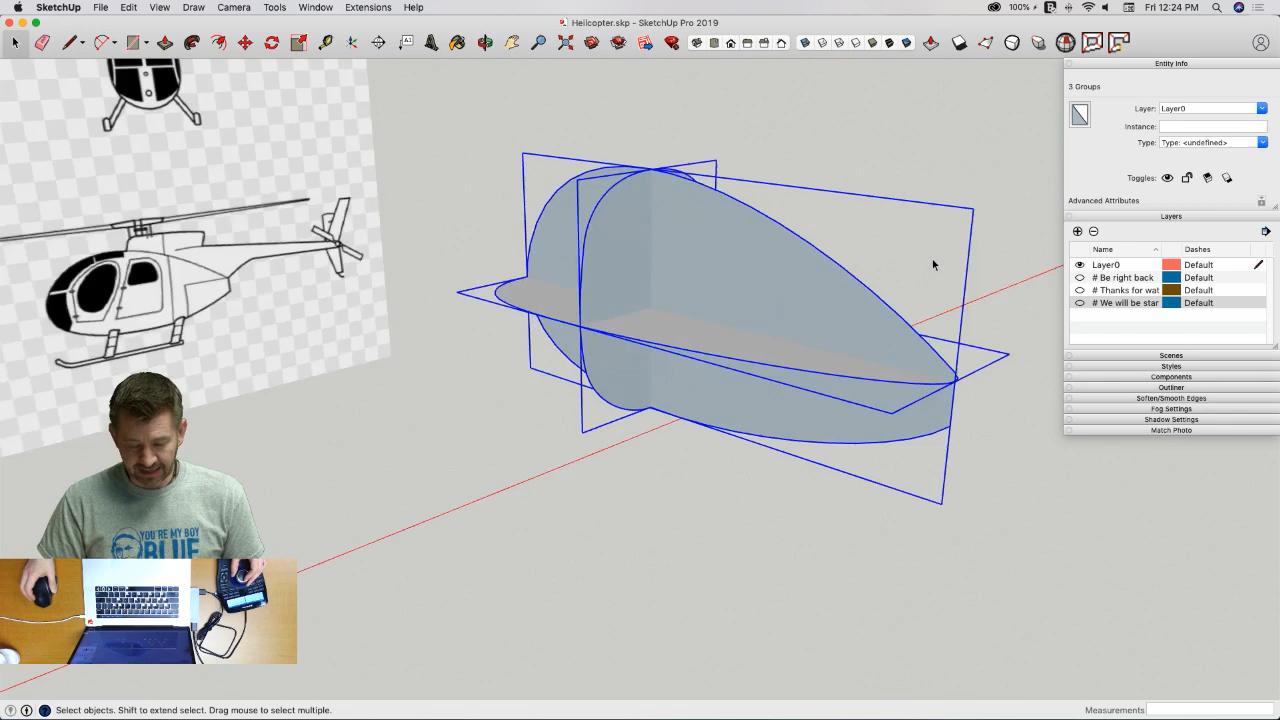 SketchUp File Edit View Draw Camera Tools Window Extensions Help 100% Fri 12:24 AM
Heilcopter.skp - SketchUp Pro 2019
Entity Info
3 Groups
Layer: Layer0
Instance:
Type: Type: <undefined>
Toggles:
Advanced Attributes
Layers
Name Dashes
Layer0 Default
# Be right back Default
# Thanks for wat Default
# We will be star Default
Scenes
Styles
Components
Outliner
Soften/Smooth Edges
Fog Settings
Shadow Settings
Match Photo
YOU'RE MY BOY
BLUE
Select objects. Shift to extend select. Drag mouse to select multiple.
Measurements